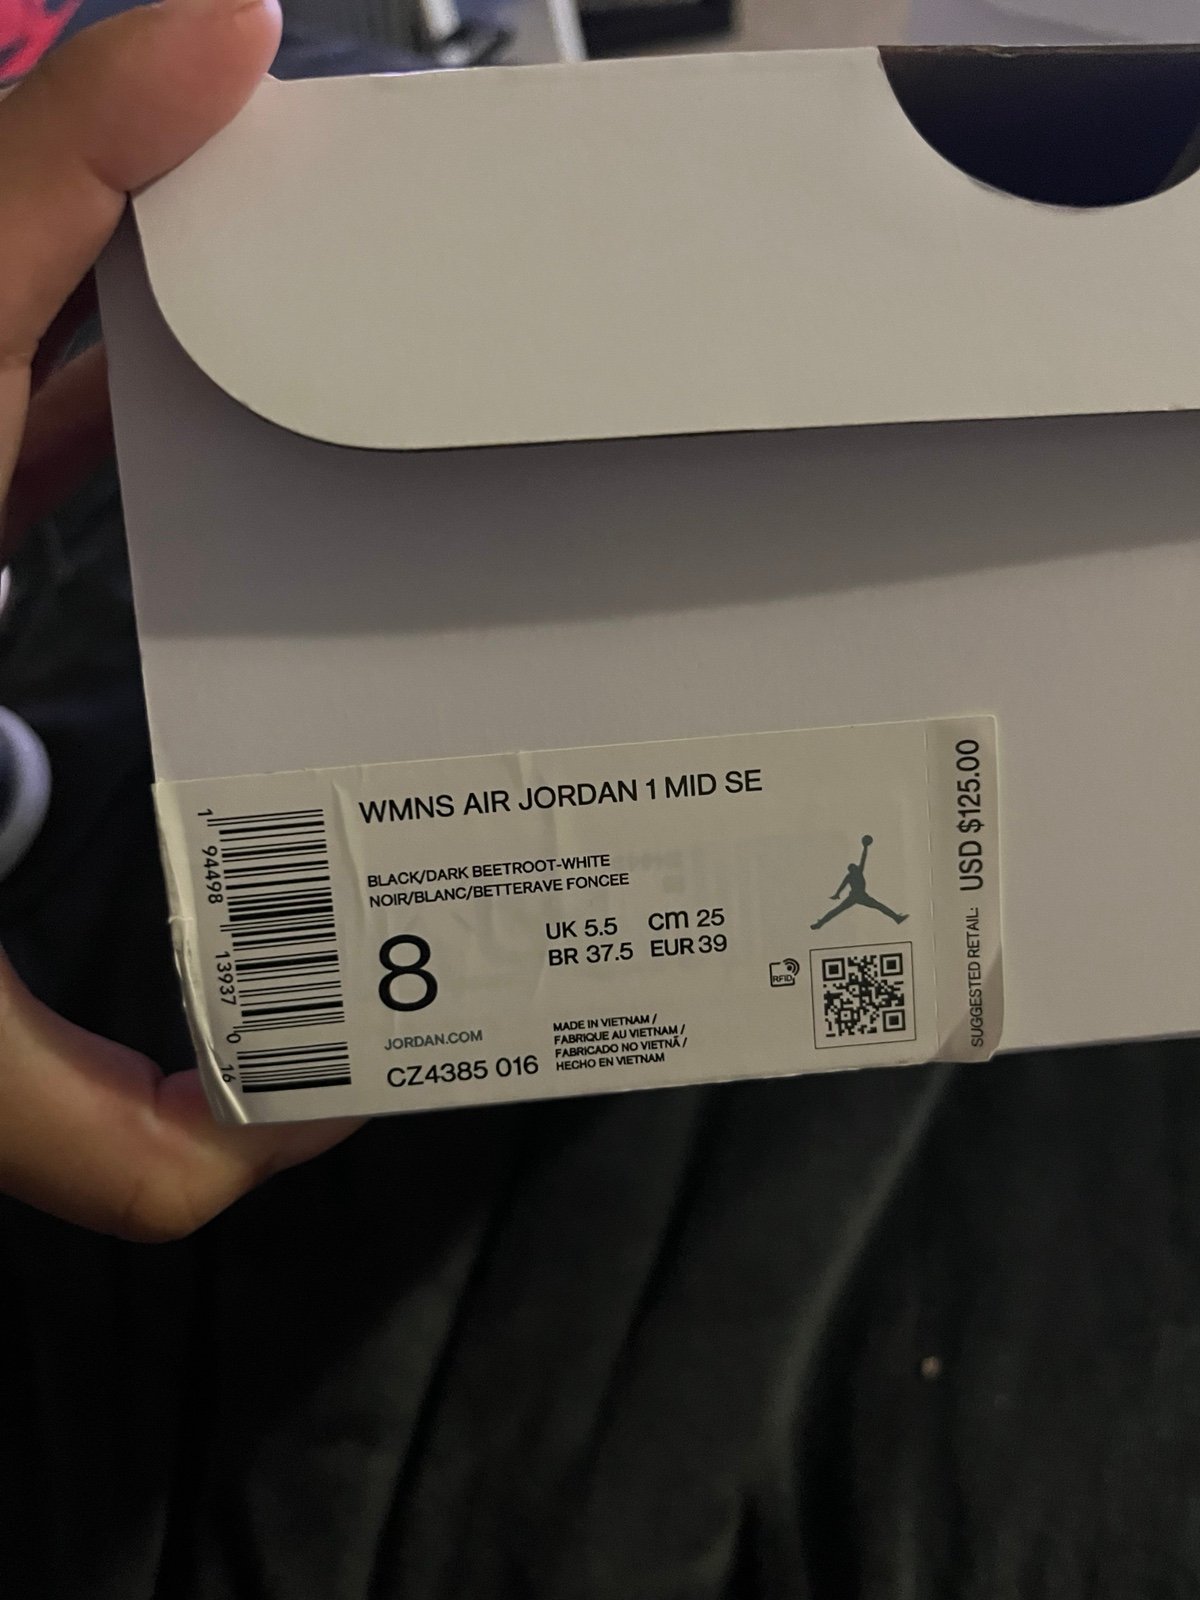 WMNS AIR JORDAN 1 MID SE
BLACK/DARK BEETROOT-WHITE
NOIR/BLANC/BETTERAVE FONCEE
8
UK 5.5 cm 25
BR 37.5 EUR 39
JORDAN.COM
CZ4385 016
MADE IN VIETNAM /
FABRIQUE AU VIETNAM /
FABRICADO NO VIETNÃ /
HECHO EN VIETNAM
RFID
1 94498 13937 0 16
SUGGESTED RETAIL: USD $125.00